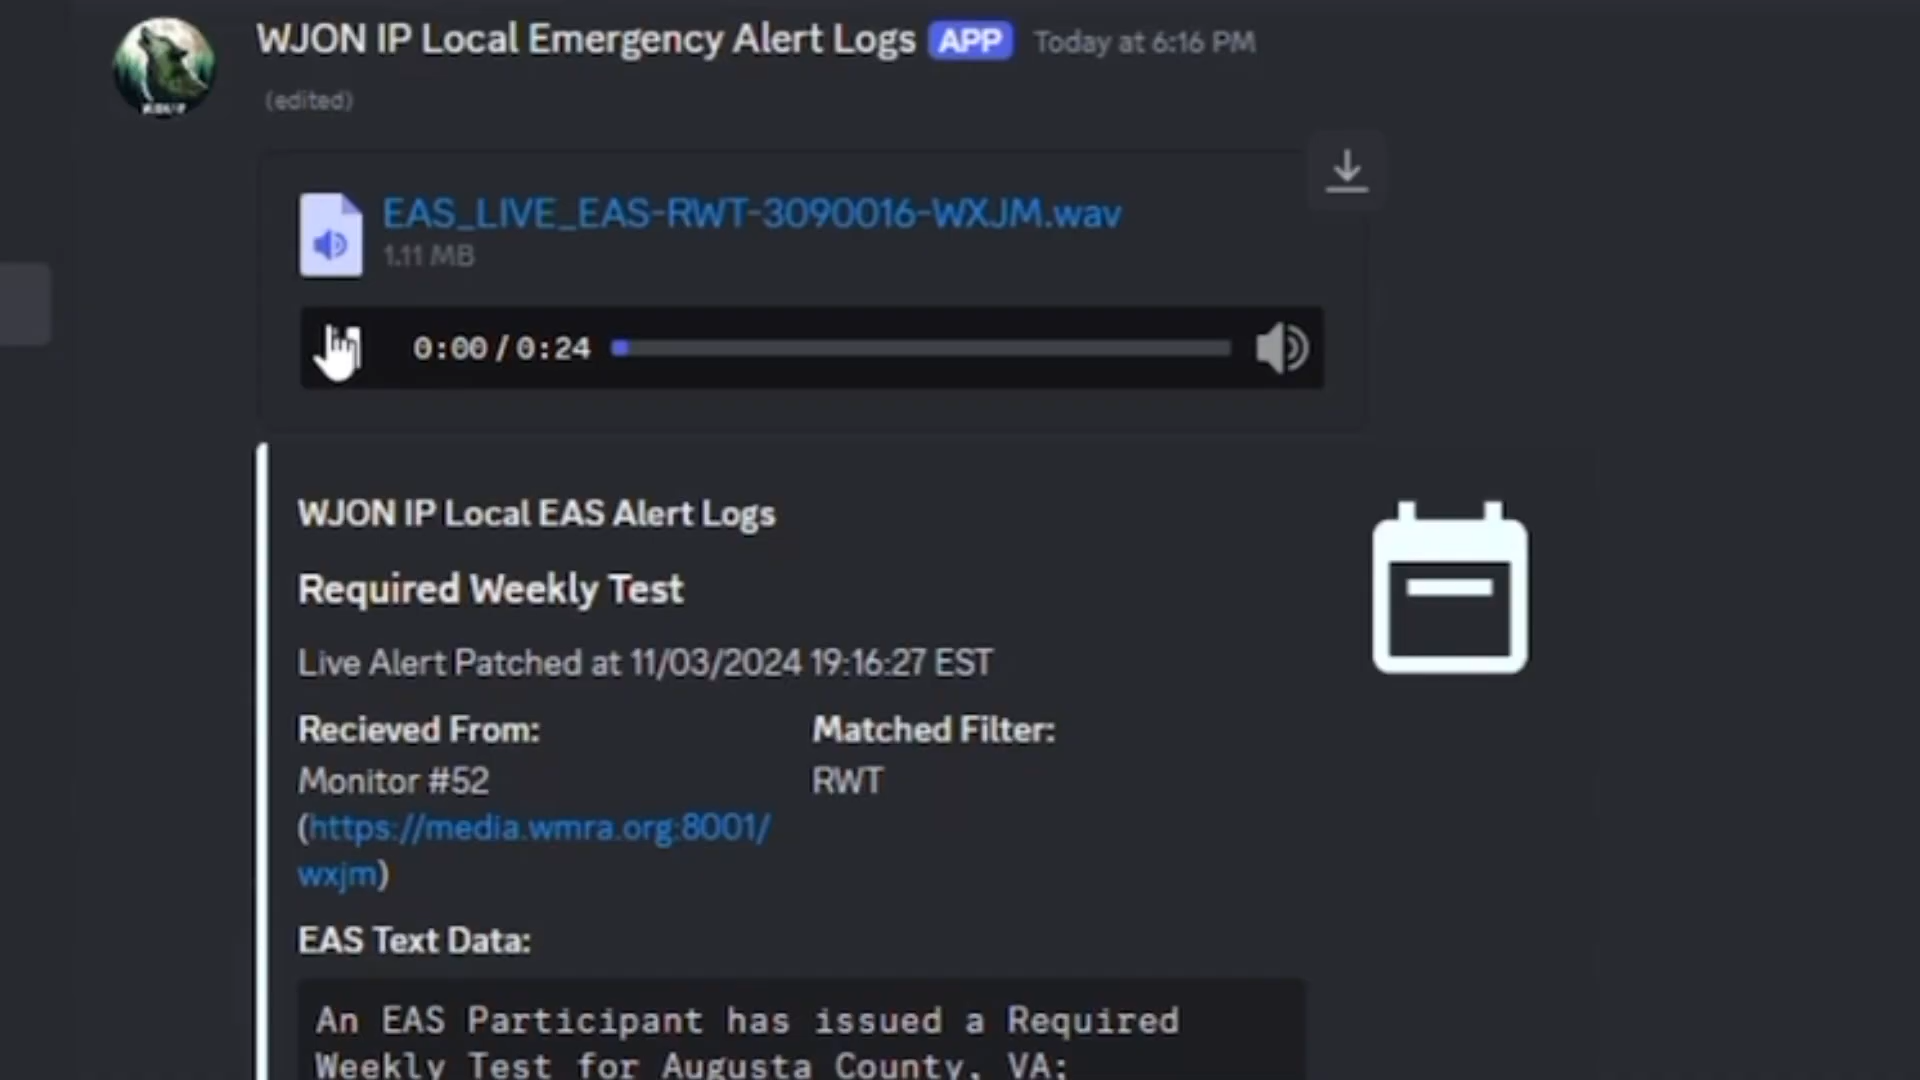 WJON IP Local Emergency Alert Logs APP Today at 6:16 PM
(edited)
EAS_LIVE_EAS-RWT-3090016-WXJM.wav
1.11 MB
0:00 / 0:24
WJON IP Local EAS Alert Logs
Required Weekly Test
Live Alert Patched at 11/03/2024 19:16:27 EST
Recieved From: Matched Filter:
Monitor #52 RWT
(https://media.wmra.org:8001/
wxjm)
EAS Text Data:
An EAS Participant has issued a Required
Weekly Test for Augusta County, VA;